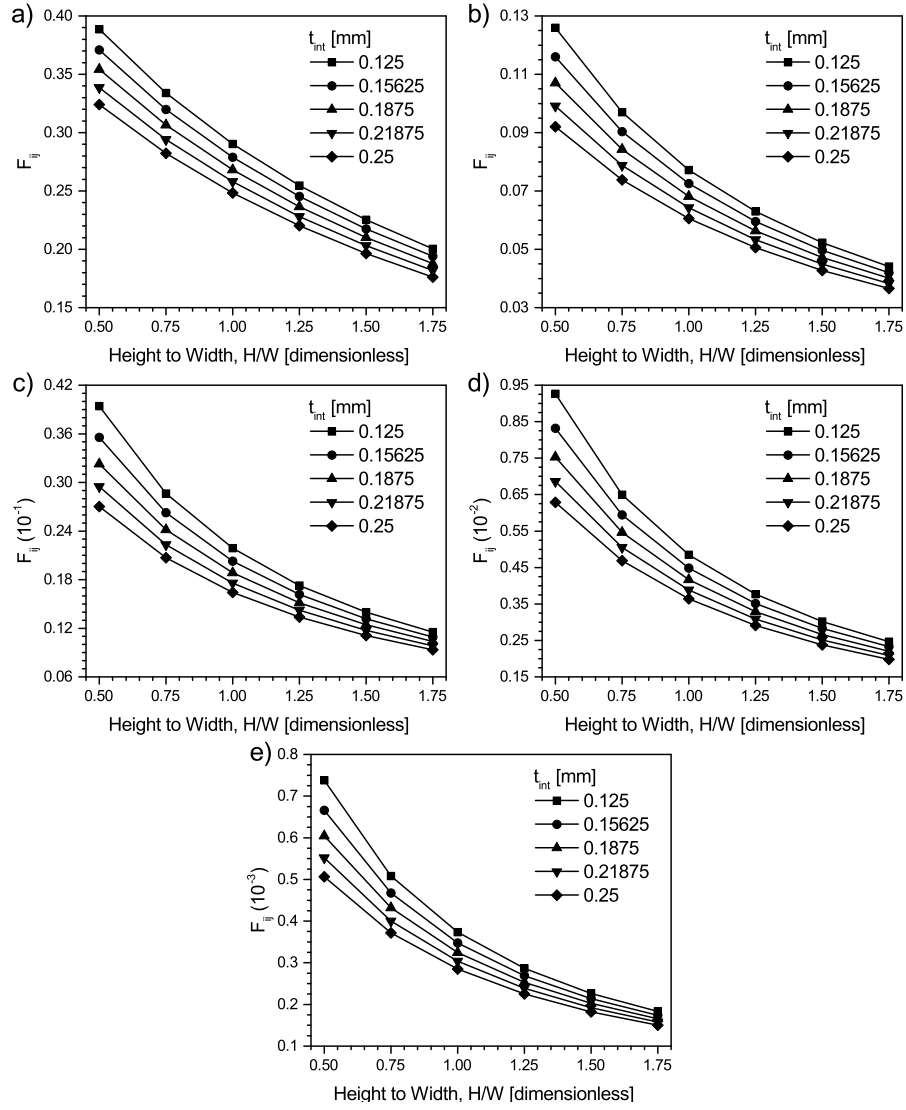 a)
0.40
0.35
0.30
0.25
0.20
0.15
F_ij
t_int [mm]
0.125
0.15625
0.1875
0.21875
0.25
0.50 0.75 1.00 1.25 1.50 1.75
Height to Width, H/W [dimensionless]
b)
0.13
0.11
0.09
0.07
0.05
0.03
F_ij
t_int [mm]
0.125
0.15625
0.1875
0.21875
0.25
0.50 0.75 1.00 1.25 1.50 1.75
Height to Width, H/W [dimensionless]
c)
0.42
0.36
0.30
0.24
0.18
0.12
0.06
F_ij (10^-1)
t_int [mm]
0.125
0.15625
0.1875
0.21875
0.25
0.50 0.75 1.00 1.25 1.50 1.75
Height to Width, H/W [dimensionless]
d)
0.95
0.85
0.75
0.65
0.55
0.45
0.35
0.25
0.15
F_ij (10^-2)
t_int [mm]
0.125
0.15625
0.1875
0.21875
0.25
0.50 0.75 1.00 1.25 1.50 1.75
Height to Width, H/W [dimensionless]
e)
0.8
0.7
0.6
0.5
0.4
0.3
0.2
0.1
F_ij (10^-3)
t_int [mm]
0.125
0.15625
0.1875
0.21875
0.25
0.50 0.75 1.00 1.25 1.50 1.75
Height to Width, H/W [dimensionless]